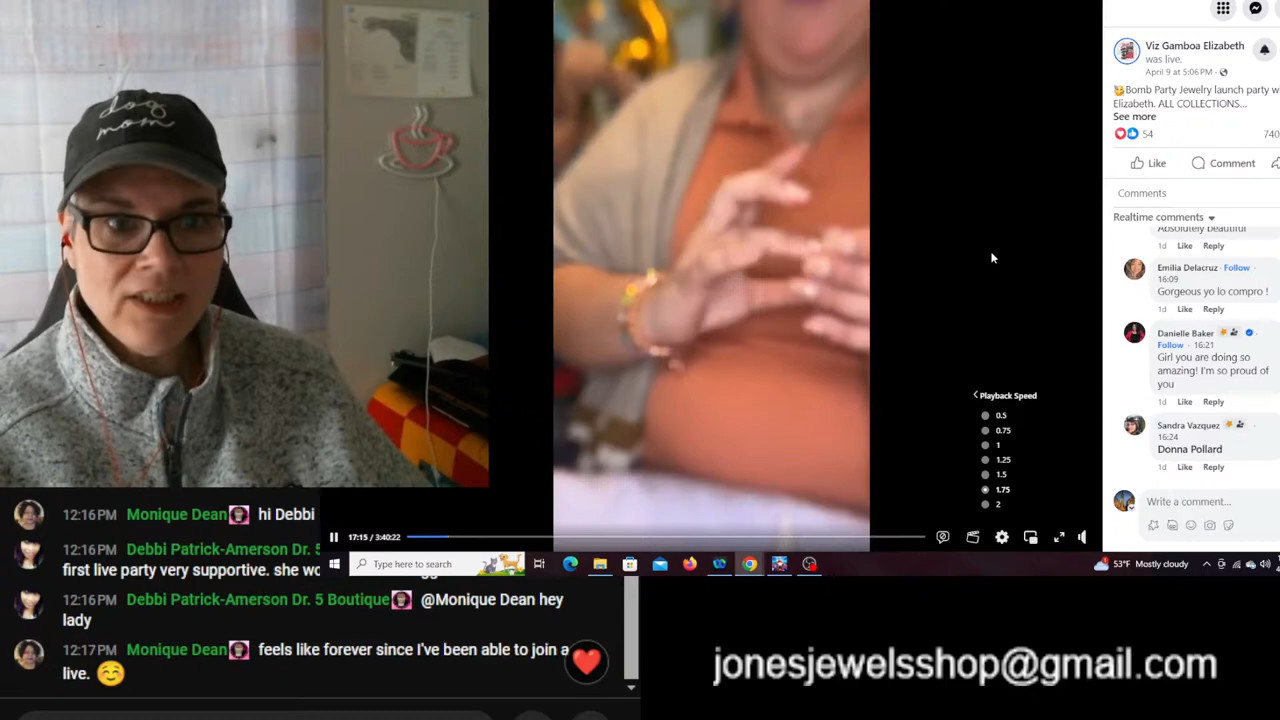 dog
mom
12:16PM Monique Dean hi Debbi
12:16PM Debbi Patrick-Amerson Dr. 5
first live party very supportive. she wo
12:16PM Debbi Patrick-Amerson Dr. 5 Boutique @Monique Dean hey
lady
12:17PM Monique Dean feels like forever since I've been able to join a
live. ☺️
Playback Speed
0.5
0.75
1
1.25
1.5
1.75
2
17:15 / 3:40:22
Type here to search
53°F Mostly cloudy
Viz Gamboa Elizabeth
was live.
April 9 at 5:06 PM ·
🥰Bomb Party Jewelry launch party w
Elizabeth. ALL COLLECTIONS...
See more
54
740
Like Comment
Comments
Realtime comments
Absolutely beautiful
1d Like Reply
Emilia Delacruz · Follow ·
16:09
Gorgeous yo lo compro !
1d Like Reply
Danielle Baker ·
Follow · 16:21
Girl you are doing so
amazing! I'm so proud of
you
1d Like Reply
Sandra Vazquez ·
16:24
Donna Pollard
1d Like Reply
Write a comment...
jonesjewelsshop@gmail.com